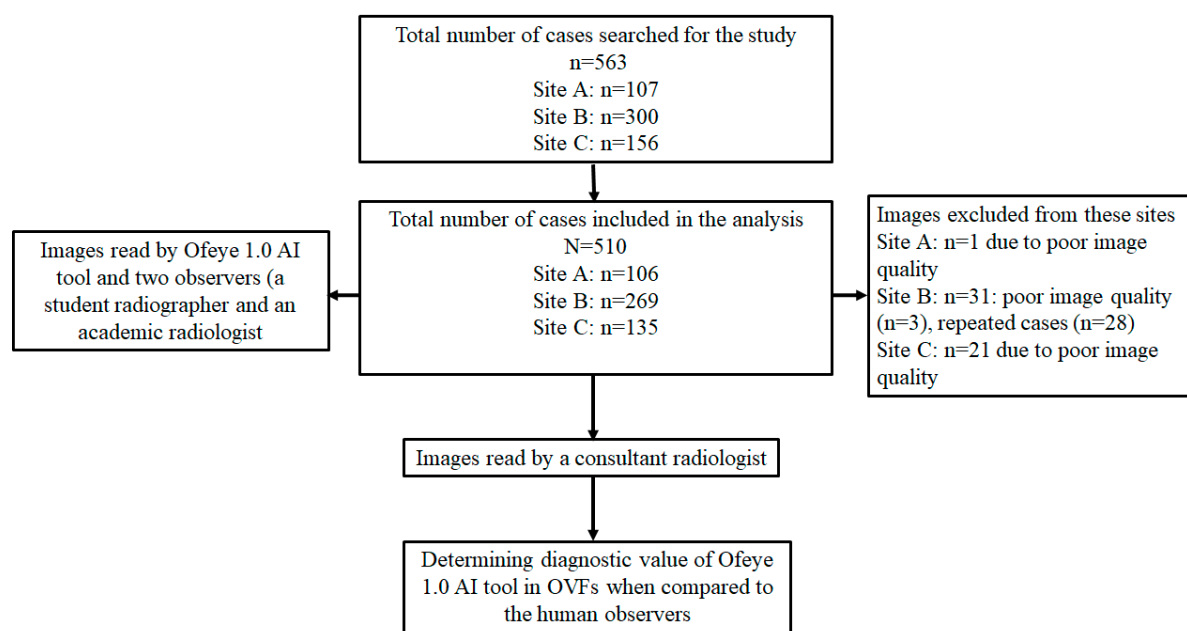 Total number of cases searched for the study
n=563
Site A: n=107
Site B: n=300
Site C: n=156
Total number of cases included in the analysis
N=510
Site A: n=106
Site B: n=269
Site C: n=135
Images read by Ofeye 1.0 AI
tool and two observers (a
student radiographer and an
academic radiologist
Images excluded from these sites
Site A: n=1 due to poor image
quality
Site B: n=31: poor image quality
(n=3), repeated cases (n=28)
Site C: n=21 due to poor image
quality
Images read by a consultant radiologist
Determining diagnostic value of Ofeye
1.0 AI tool in OVFs when compared to
the human observers